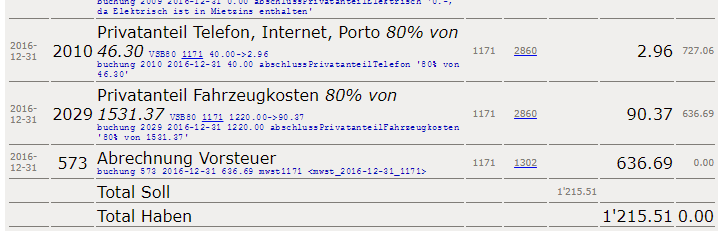 buchung 2009 2016-12-31 0.00 abschlussPrivatanteilElektrisch '0.-,
da Elektrisch ist in Mietzins enthalten'
2016-12-31 2010 Privatanteil Telefon, Internet, Porto 80% von 1171 2860 2.96 727.06
46.30 VSB80 1171 40.00->2.96
buchung 2010 2016-12-31 40.00 abschlussPrivatanteilTelefon '80% von
46.30'
2016-12-31 2029 Privatanteil Fahrzeugkosten 80% von 1171 2860 90.37 636.69
1531.37 VSB80 1171 1220.00->90.37
buchung 2029 2016-12-31 1220.00 abschlussPrivatanteilFahrzeugkosten
'80% von 1531.37'
2016-12-31 573 Abrechnung Vorsteuer 1171 1302 636.69 0.00
buchung 573 2016-12-31 636.69 mwst1171 <mwst_2016-12-31_1171>
Total Soll 1'215.51
Total Haben 1'215.51 0.00